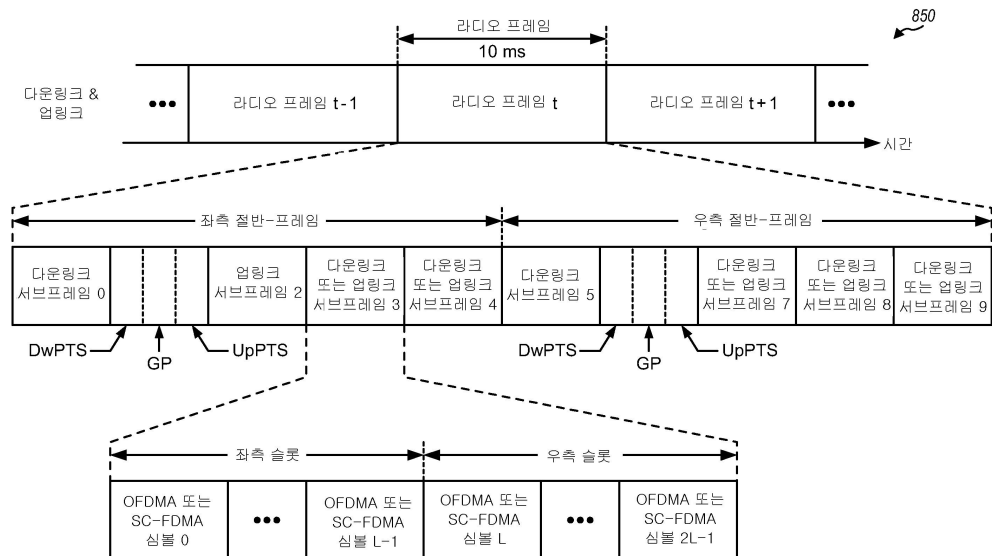 라디오 프레임
850
10 ms
다운링크 &
업링크
•••
라디오 프레임 t-1
라디오 프레임 t
라디오 프레임 t+1
•••
시간
좌측 절반-프레임
우측 절반-프레임
다운링크
서브프레임 0
업링크
서브프레임 2
다운링크
또는 업링크
서브프레임 3
다운링크
또는 업링크
서브프레임 4
다운링크
서브프레임 5
다운링크
또는 업링크
서브프레임 7
다운링크
또는 업링크
서브프레임 8
다운링크
또는 업링크
서브프레임 9
DwPTS
GP
UpPTS
DwPTS
GP
UpPTS
좌측 슬롯
우측 슬롯
OFDMA 또는
SC-FDMA
심볼 0
•••
OFDMA 또는
SC-FDMA
심볼 L-1
OFDMA 또는
SC-FDMA
심볼 L
•••
OFDMA 또는
SC-FDMA
심볼 2L-1